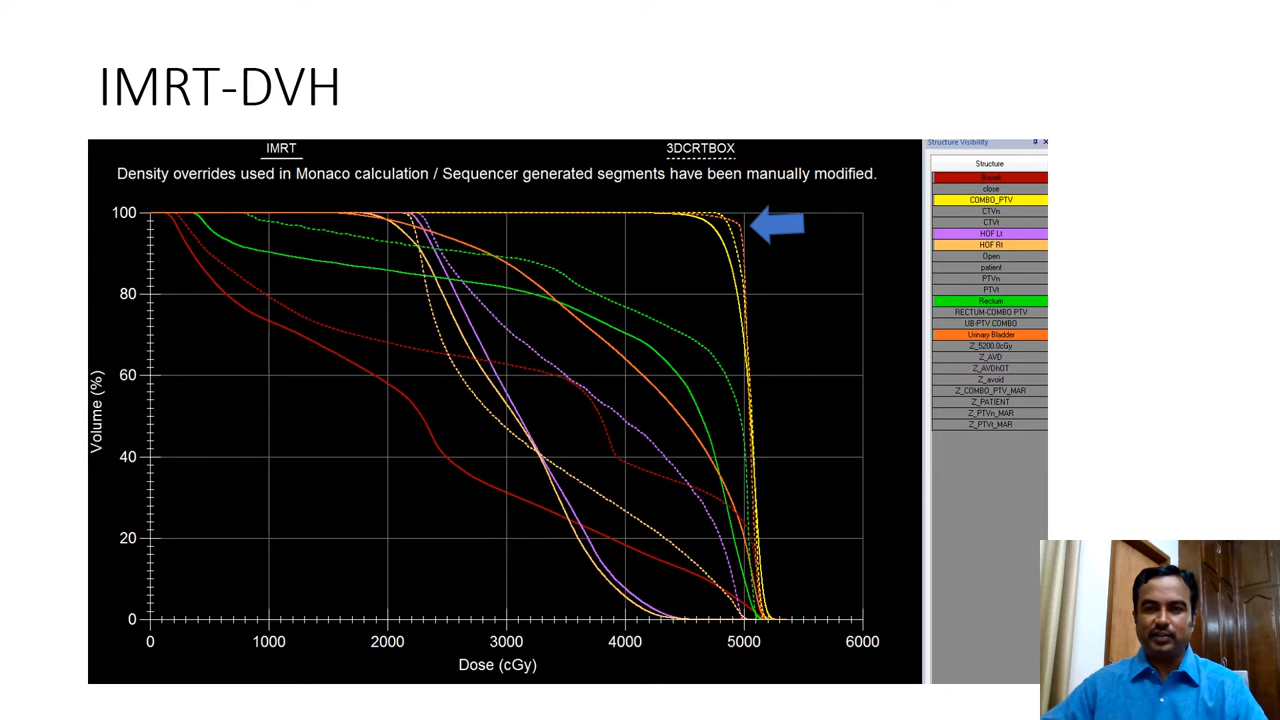 IMRT-DVH
IMRT
3DCRTBOX
Density overrides used in Monaco calculation / Sequencer generated segments have been manually modified.
100
80
60
40
20
0
Volume (%)
0 1000 2000 3000 4000 5000 6000
Dose (cGy)
Structure Visibility
Structure
Bowel
close
COMBO_PTV
CTVn
CTVt
HOF Lt
HOF Rt
Open
patient
PTVn
PTVt
Rectum
RECTUM-COMBO PTV
UB-PTV COMBO
Urinary Bladder
Z_5200.0cGy
Z_AVD
Z_AVDhOT
Z_avoid
Z_COMBO_PTV_MAR
Z_PATIENT
Z_PTVn_MAR
Z_PTVt_MAR